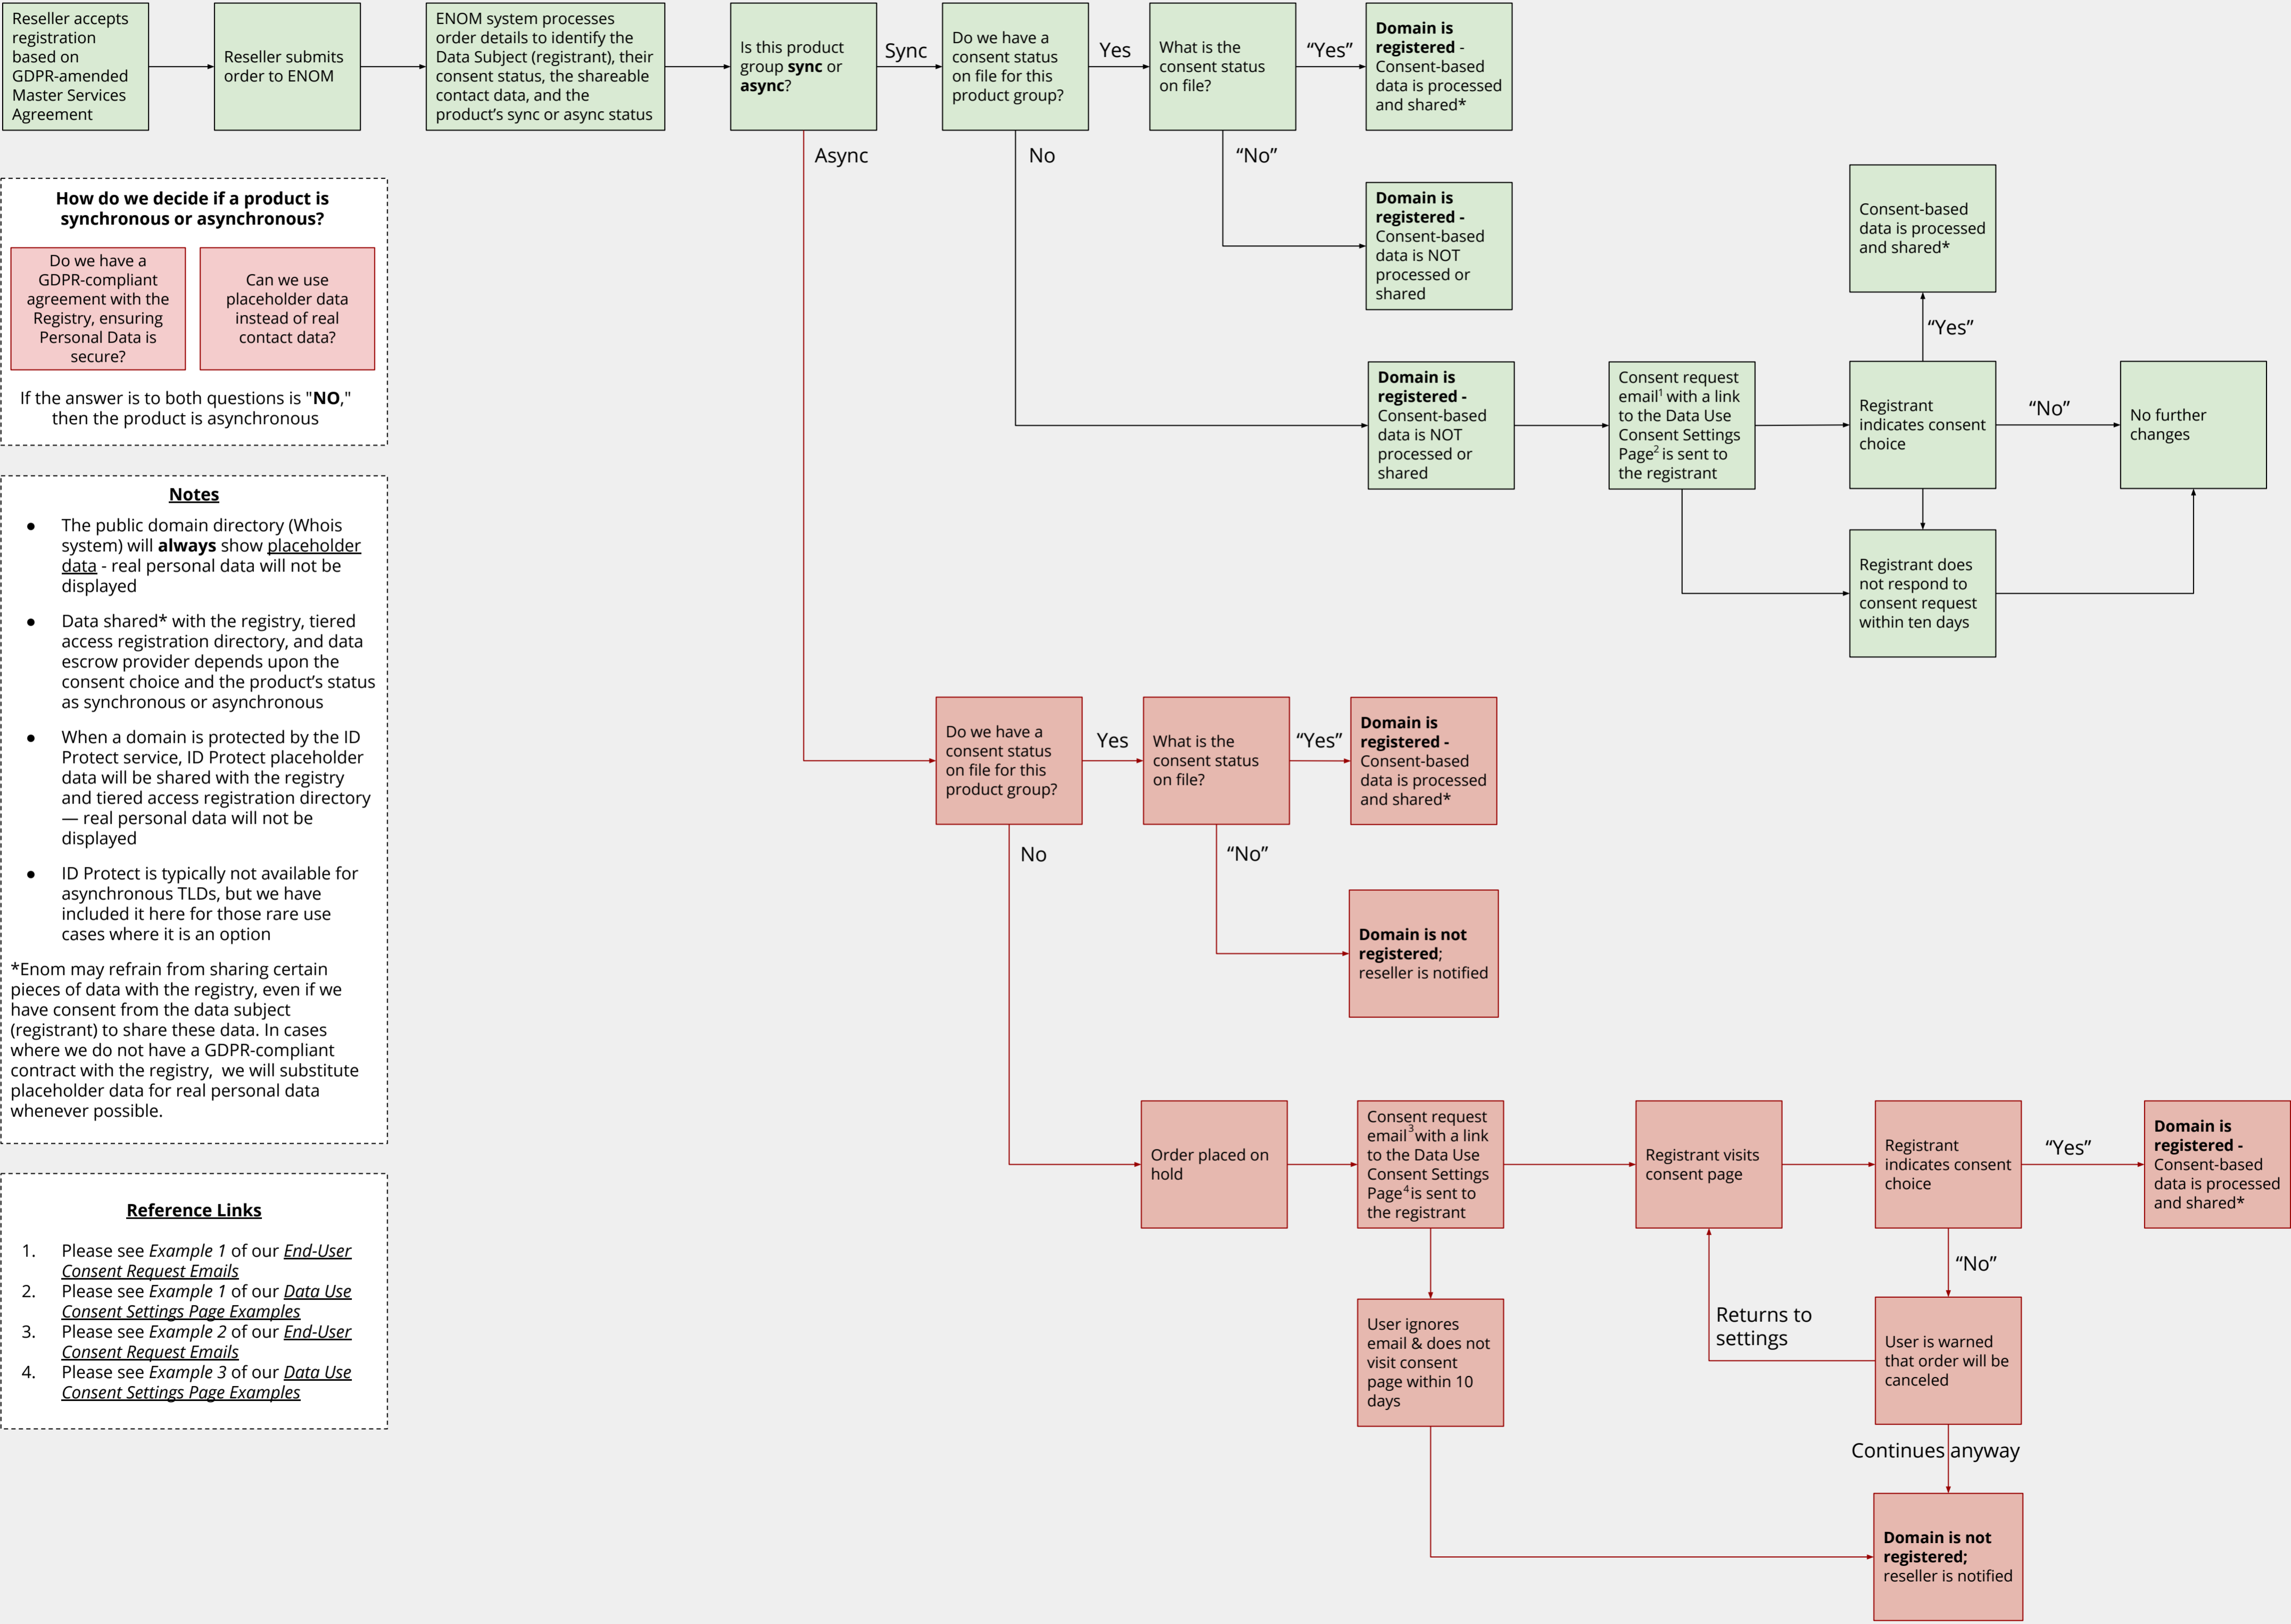 Reseller accepts
registration
based on
GDPR-amended
Master Services
Agreement
Reseller submits
order to ENOM
ENOM system processes
order details to identify the
Data Subject (registrant), their
consent status, the shareable
contact data, and the
product’s sync or async status
Is this product
group sync or
async?
Sync
Do we have a
consent status
on file for this
product group?
Yes
What is the
consent status
on file?
“Yes”
Domain is
registered -
Consent-based
data is processed
and shared*
Async
No
“No”
Domain is
registered -
Consent-based
data is NOT
processed or
shared
Consent-based
data is processed
and shared*
“Yes”
Domain is
registered -
Consent-based
data is NOT
processed or
shared
Consent request
email1 with a link
to the Data Use
Consent Settings
Page2 is sent to
the registrant
Registrant
indicates consent
choice
“No”
No further
changes
Registrant does
not respond to
consent request
within ten days
How do we decide if a product is
synchronous or asynchronous?
Do we have a
GDPR-compliant
agreement with the
Registry, ensuring
Personal Data is
secure?
Can we use
placeholder data
instead of real
contact data?
If the answer is to both questions is "NO,"
then the product is asynchronous
Notes
● The public domain directory (Whois
system) will always show placeholder
data - real personal data will not be
displayed
● Data shared* with the registry, tiered
access registration directory, and data
escrow provider depends upon the
consent choice and the product’s status
as synchronous or asynchronous
● When a domain is protected by the ID
Protect service, ID Protect placeholder
data will be shared with the registry
and tiered access registration directory
— real personal data will not be
displayed
● ID Protect is typically not available for
asynchronous TLDs, but we have
included it here for those rare use
cases where it is an option
*Enom may refrain from sharing certain
pieces of data with the registry, even if we
have consent from the data subject
(registrant) to share these data. In cases
where we do not have a GDPR-compliant
contract with the registry, we will substitute
placeholder data for real personal data
whenever possible.
Reference Links
1. Please see Example 1 of our End-User
Consent Request Emails
2. Please see Example 1 of our Data Use
Consent Settings Page Examples
3. Please see Example 2 of our End-User
Consent Request Emails
4. Please see Example 3 of our Data Use
Consent Settings Page Examples
Do we have a
consent status
on file for this
product group?
Yes
What is the
consent status
on file?
“Yes”
Domain is
registered -
Consent-based
data is processed
and shared*
No
“No”
Domain is not
registered;
reseller is notified
Order placed on
hold
Consent request
email3 with a link
to the Data Use
Consent Settings
Page4 is sent to
the registrant
Registrant visits
consent page
Registrant
indicates consent
choice
“Yes”
Domain is
registered -
Consent-based
data is processed
and shared*
“No”
User ignores
email & does not
visit consent
page within 10
days
Returns to
settings
User is warned
that order will be
canceled
Continues anyway
Domain is not
registered;
reseller is notified